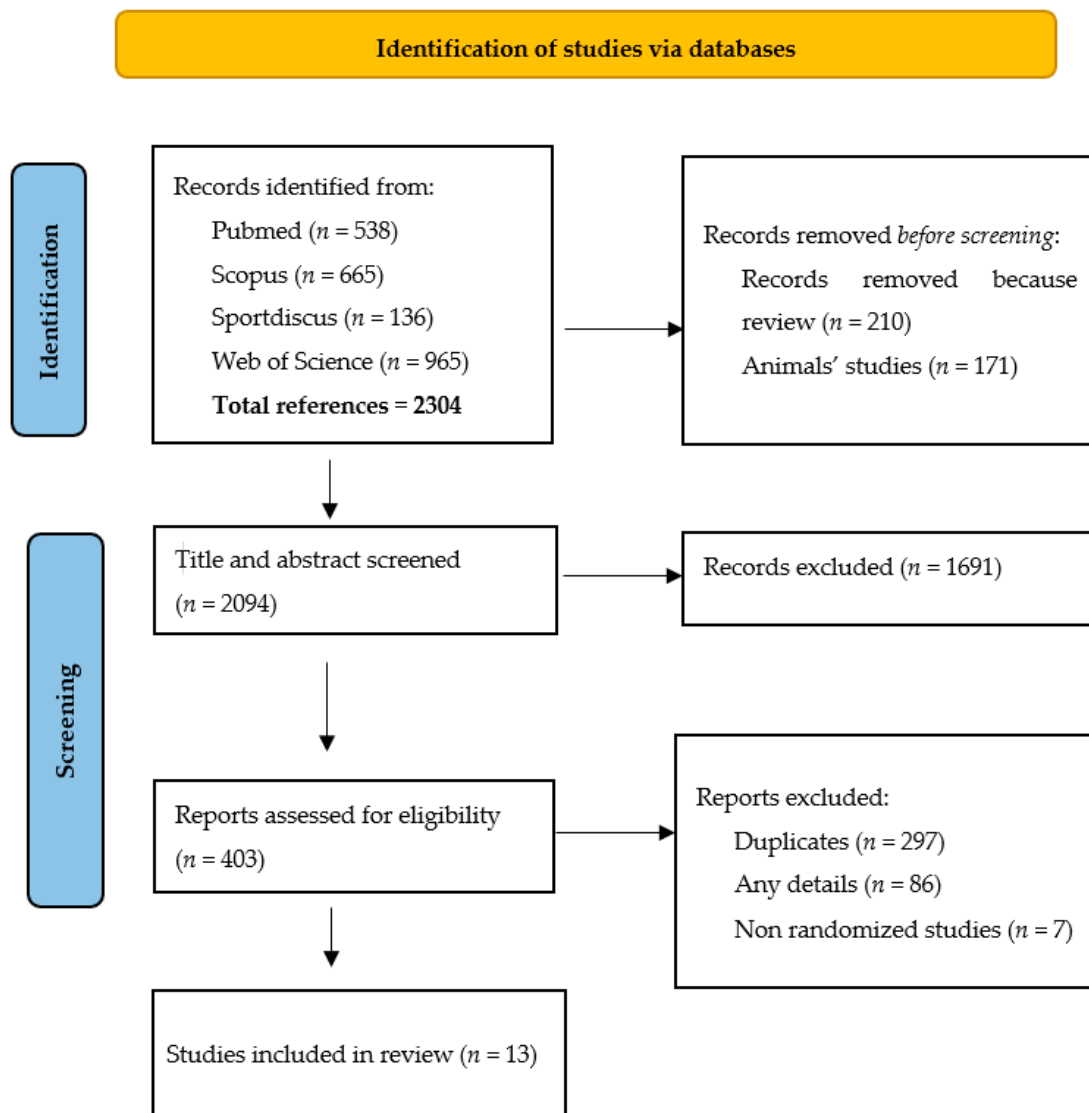 Identification of studies via databases
Identification
Records identified from:
Pubmed (n = 538)
Scopus (n = 665)
Sportdiscus (n = 136)
Web of Science (n = 965)
Total references = 2304
Records removed before screening:
Records removed because
review (n = 210)
Animals’ studies (n = 171)
Screening
Title and abstract screened
(n = 2094)
Records excluded (n = 1691)
Reports assessed for eligibility
(n = 403)
Reports excluded:
Duplicates (n = 297)
Any details (n = 86)
Non randomized studies (n = 7)
Studies included in review (n = 13)